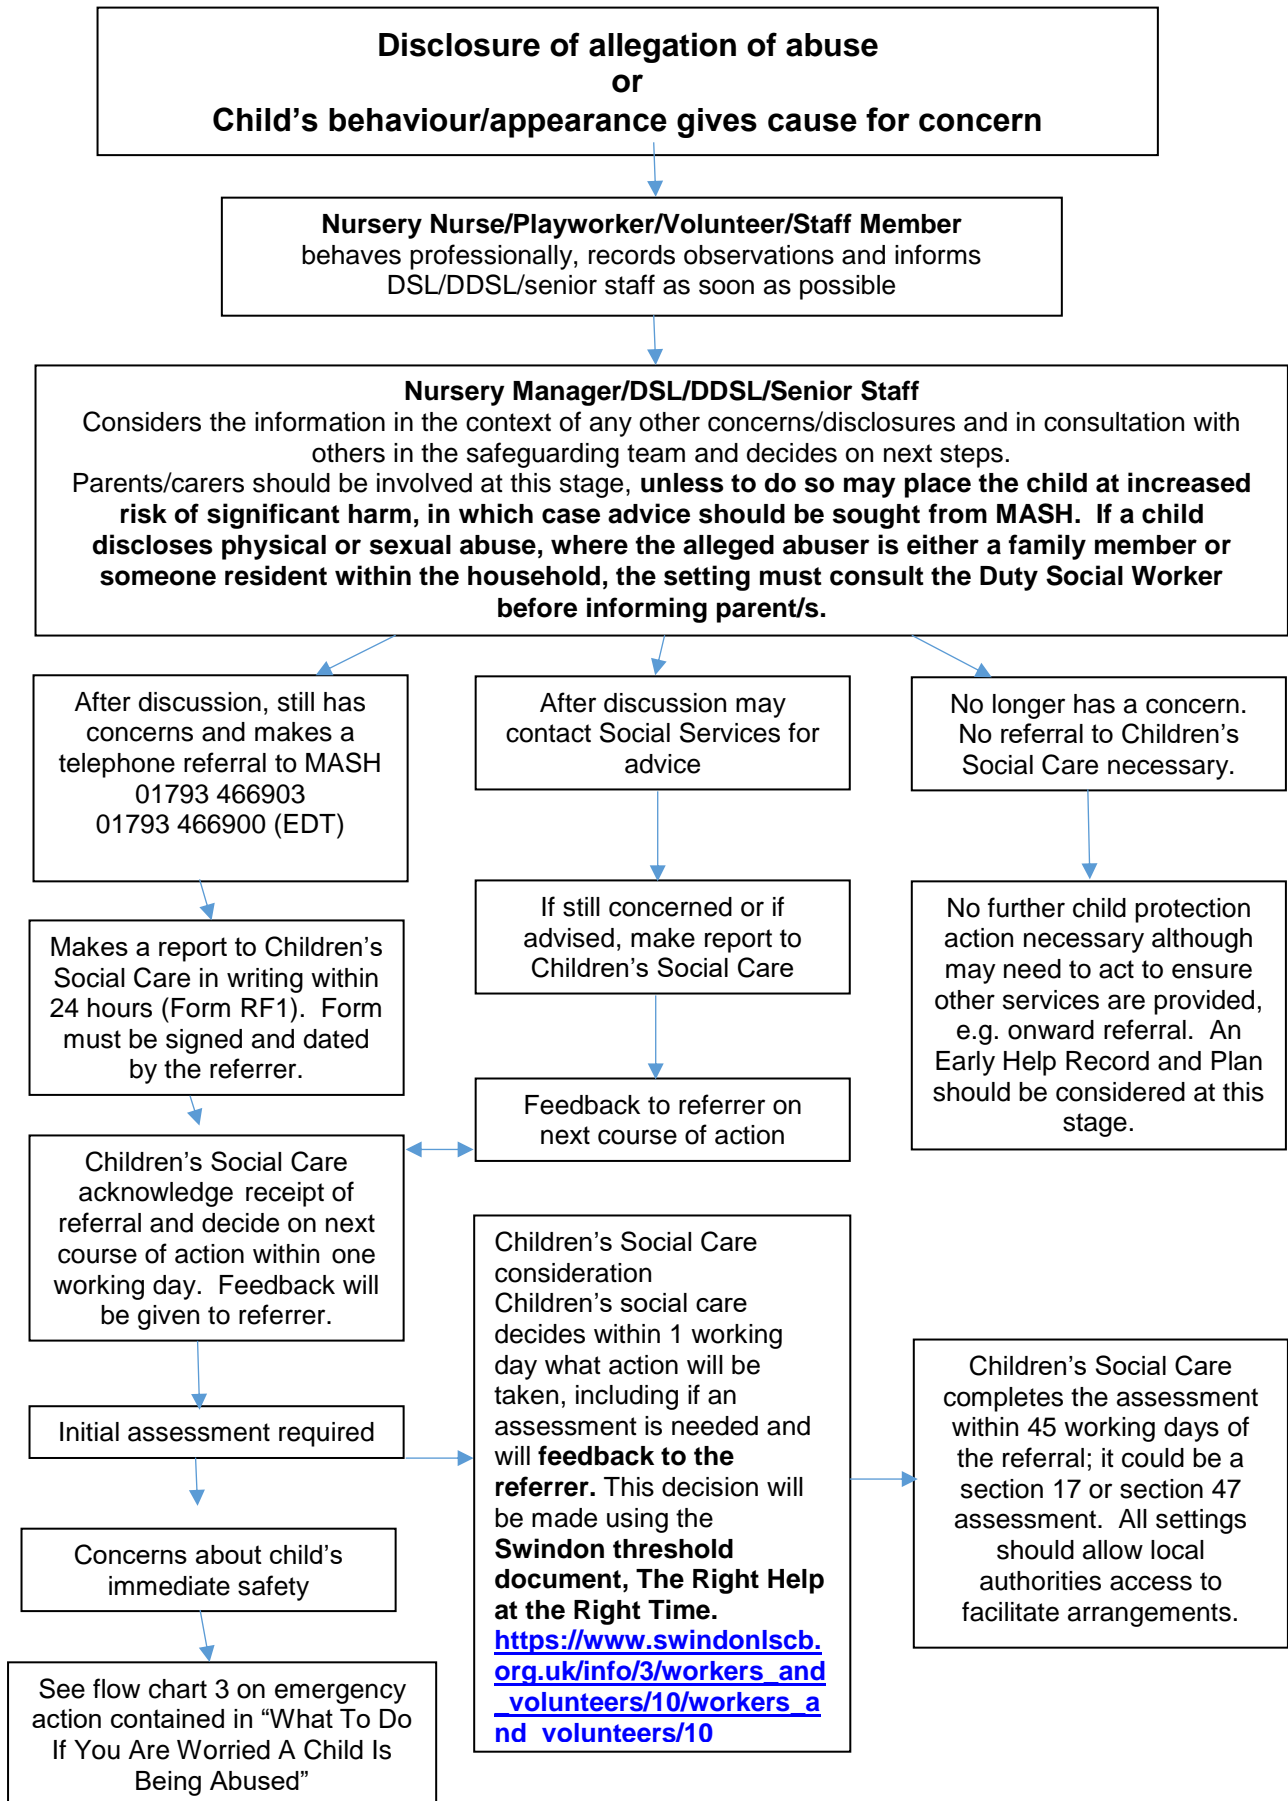 Disclosure of allegation of abuse
or
Child's behaviour/appearance gives cause for concern
Nursery Nurse/Playworker/Volunteer/Staff Member
behaves professionally, records observations and informs
DSL/DDSL/senior staff as soon as possible
Nursery Manager/DSL/DDSL/Senior Staff
Considers the information in the context of any other concerns/disclosures and in consultation with
others in the safeguarding team and decides on next steps.
Parents/carers should be involved at this stage, unless to do so may place the child at increased
risk of significant harm, in which case advice should be sought from MASH.  If a child
discloses physical or sexual abuse, where the alleged abuser is either a family member or
someone resident within the household, the setting must consult the Duty Social Worker
before informing parent/s.
After discussion, still has
concerns and makes a
telephone referral to MASH
01793 466903
01793 466900 (EDT)
After discussion may
contact Social Services for
advice
No longer has a concern.
No referral to Children's
Social Care necessary.
Makes a report to Children's
Social Care in writing within
24 hours (Form RF1).  Form
must be signed and dated
by the referrer.
If still concerned or if
advised, make report to
Children's Social Care
No further child protection
action necessary although
may need to act to ensure
other services are provided,
e.g. onward referral.  An
Early Help Record and Plan
should be considered at this
stage.
Feedback to referrer on
next course of action
Children's Social Care
acknowledge receipt of
referral and decide on next
course of action within one
working day.  Feedback will
be given to referrer.
Initial assessment required
Children's Social Care
consideration
Children's social care
decides within 1 working
day what action will be
taken, including if an
assessment is needed and
will feedback to the
referrer. This decision will
be made using the
Swindon threshold
document, The Right Help
at the Right Time.
https://www.swindonlscb.
org.uk/info/3/workers_and
_volunteers/10/workers_a
nd_volunteers/10
Children's Social Care
completes the assessment
within 45 working days of
the referral; it could be a
section 17 or section 47
assessment.  All settings
should allow local
authorities access to
facilitate arrangements.
Concerns about child's
immediate safety
See flow chart 3 on emergency
action contained in "What To Do
If You Are Worried A Child Is
Being Abused"